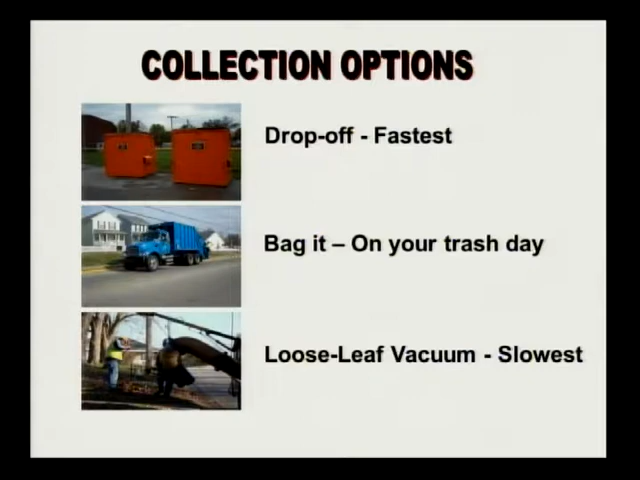 COLLECTION OPTIONS
Drop-off - Fastest
Bag it – On your trash day
Loose-Leaf Vacuum - Slowest